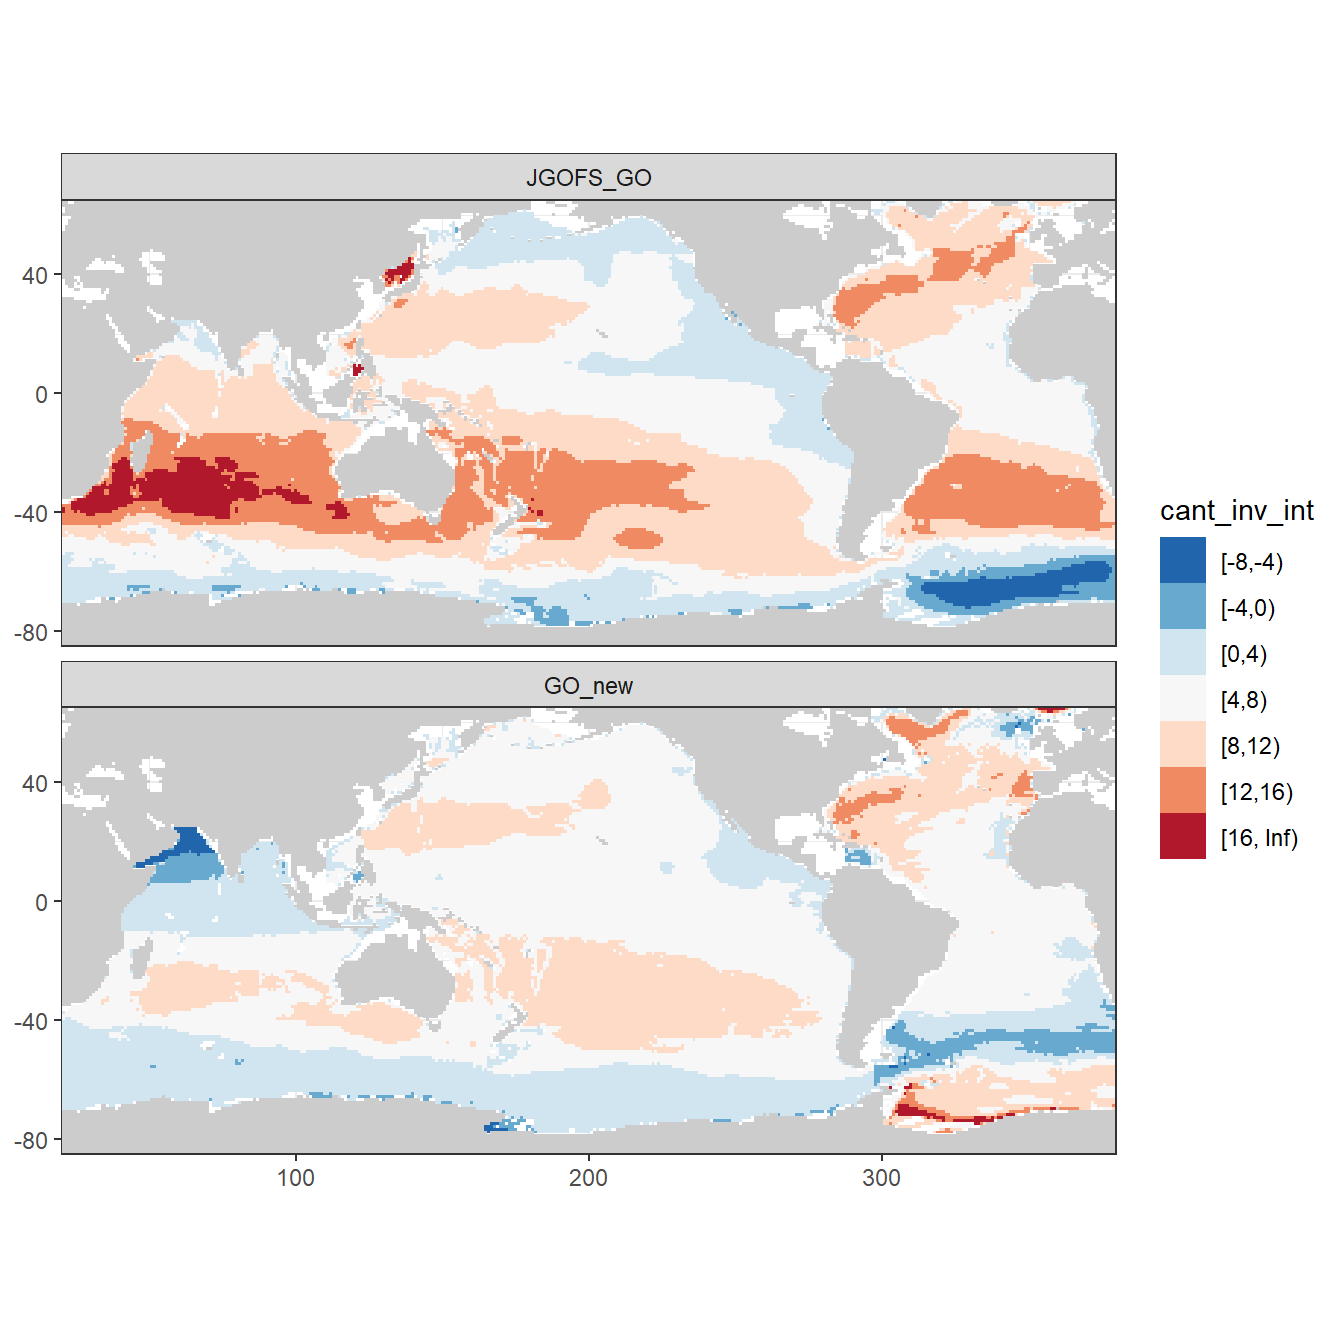 JGOFS_GO
40
0
-40
-80
GO_new
40
0
-40
-80
100 200 300
cant_inv_int
[-8,-4)
[-4,0)
[0,4)
[4,8)
[8,12)
[12,16)
[16, Inf)